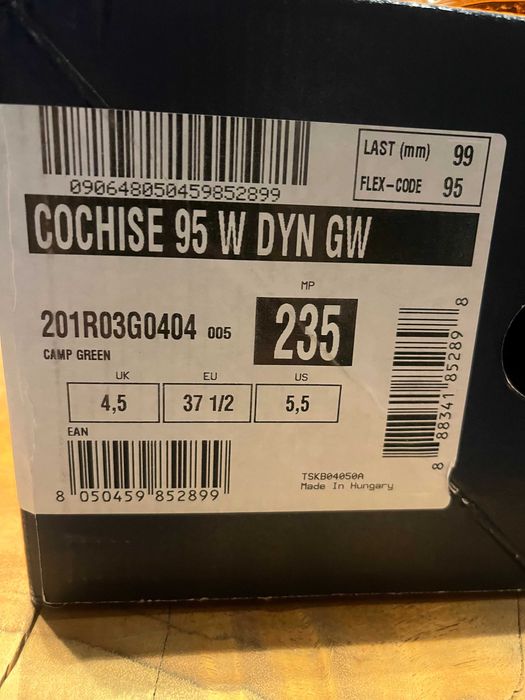 LAST (mm) 99
FLEX-CODE 95
090648050459852899
COCHISE 95 W DYN GW
MP
201R03G0404 005 235
CAMP GREEN
UK EU US
4,5 37 1/2 5,5
EAN
8 050459 852899
TSKB04050A
Made In Hungary
8 88341 85289 8